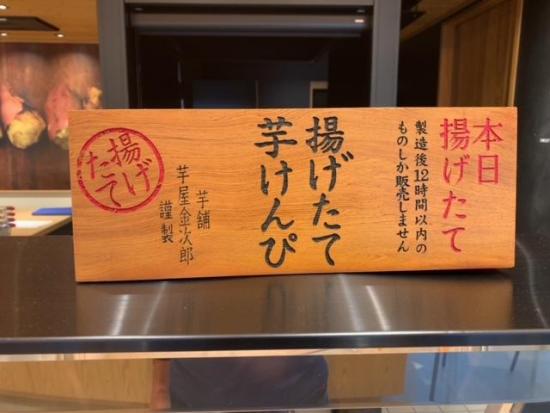 本日
揚げたて
製造後12時間以内の
ものしか販売しません
揚げたて
芋けんぴ
芋舗
芋屋金次郎
謹製
揚げ
たて